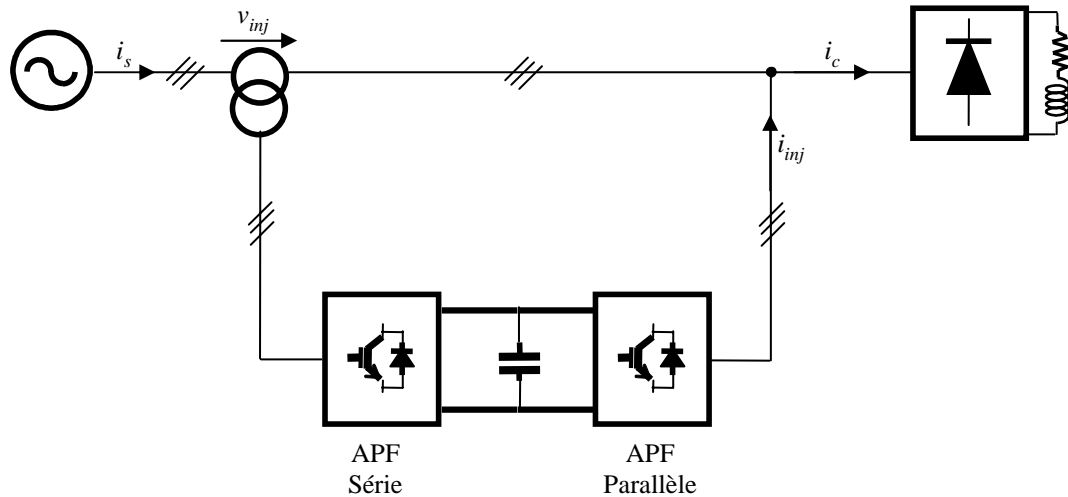 v_inj
i_s
i_c
i_inj
APF
Série
APF
Parallèle